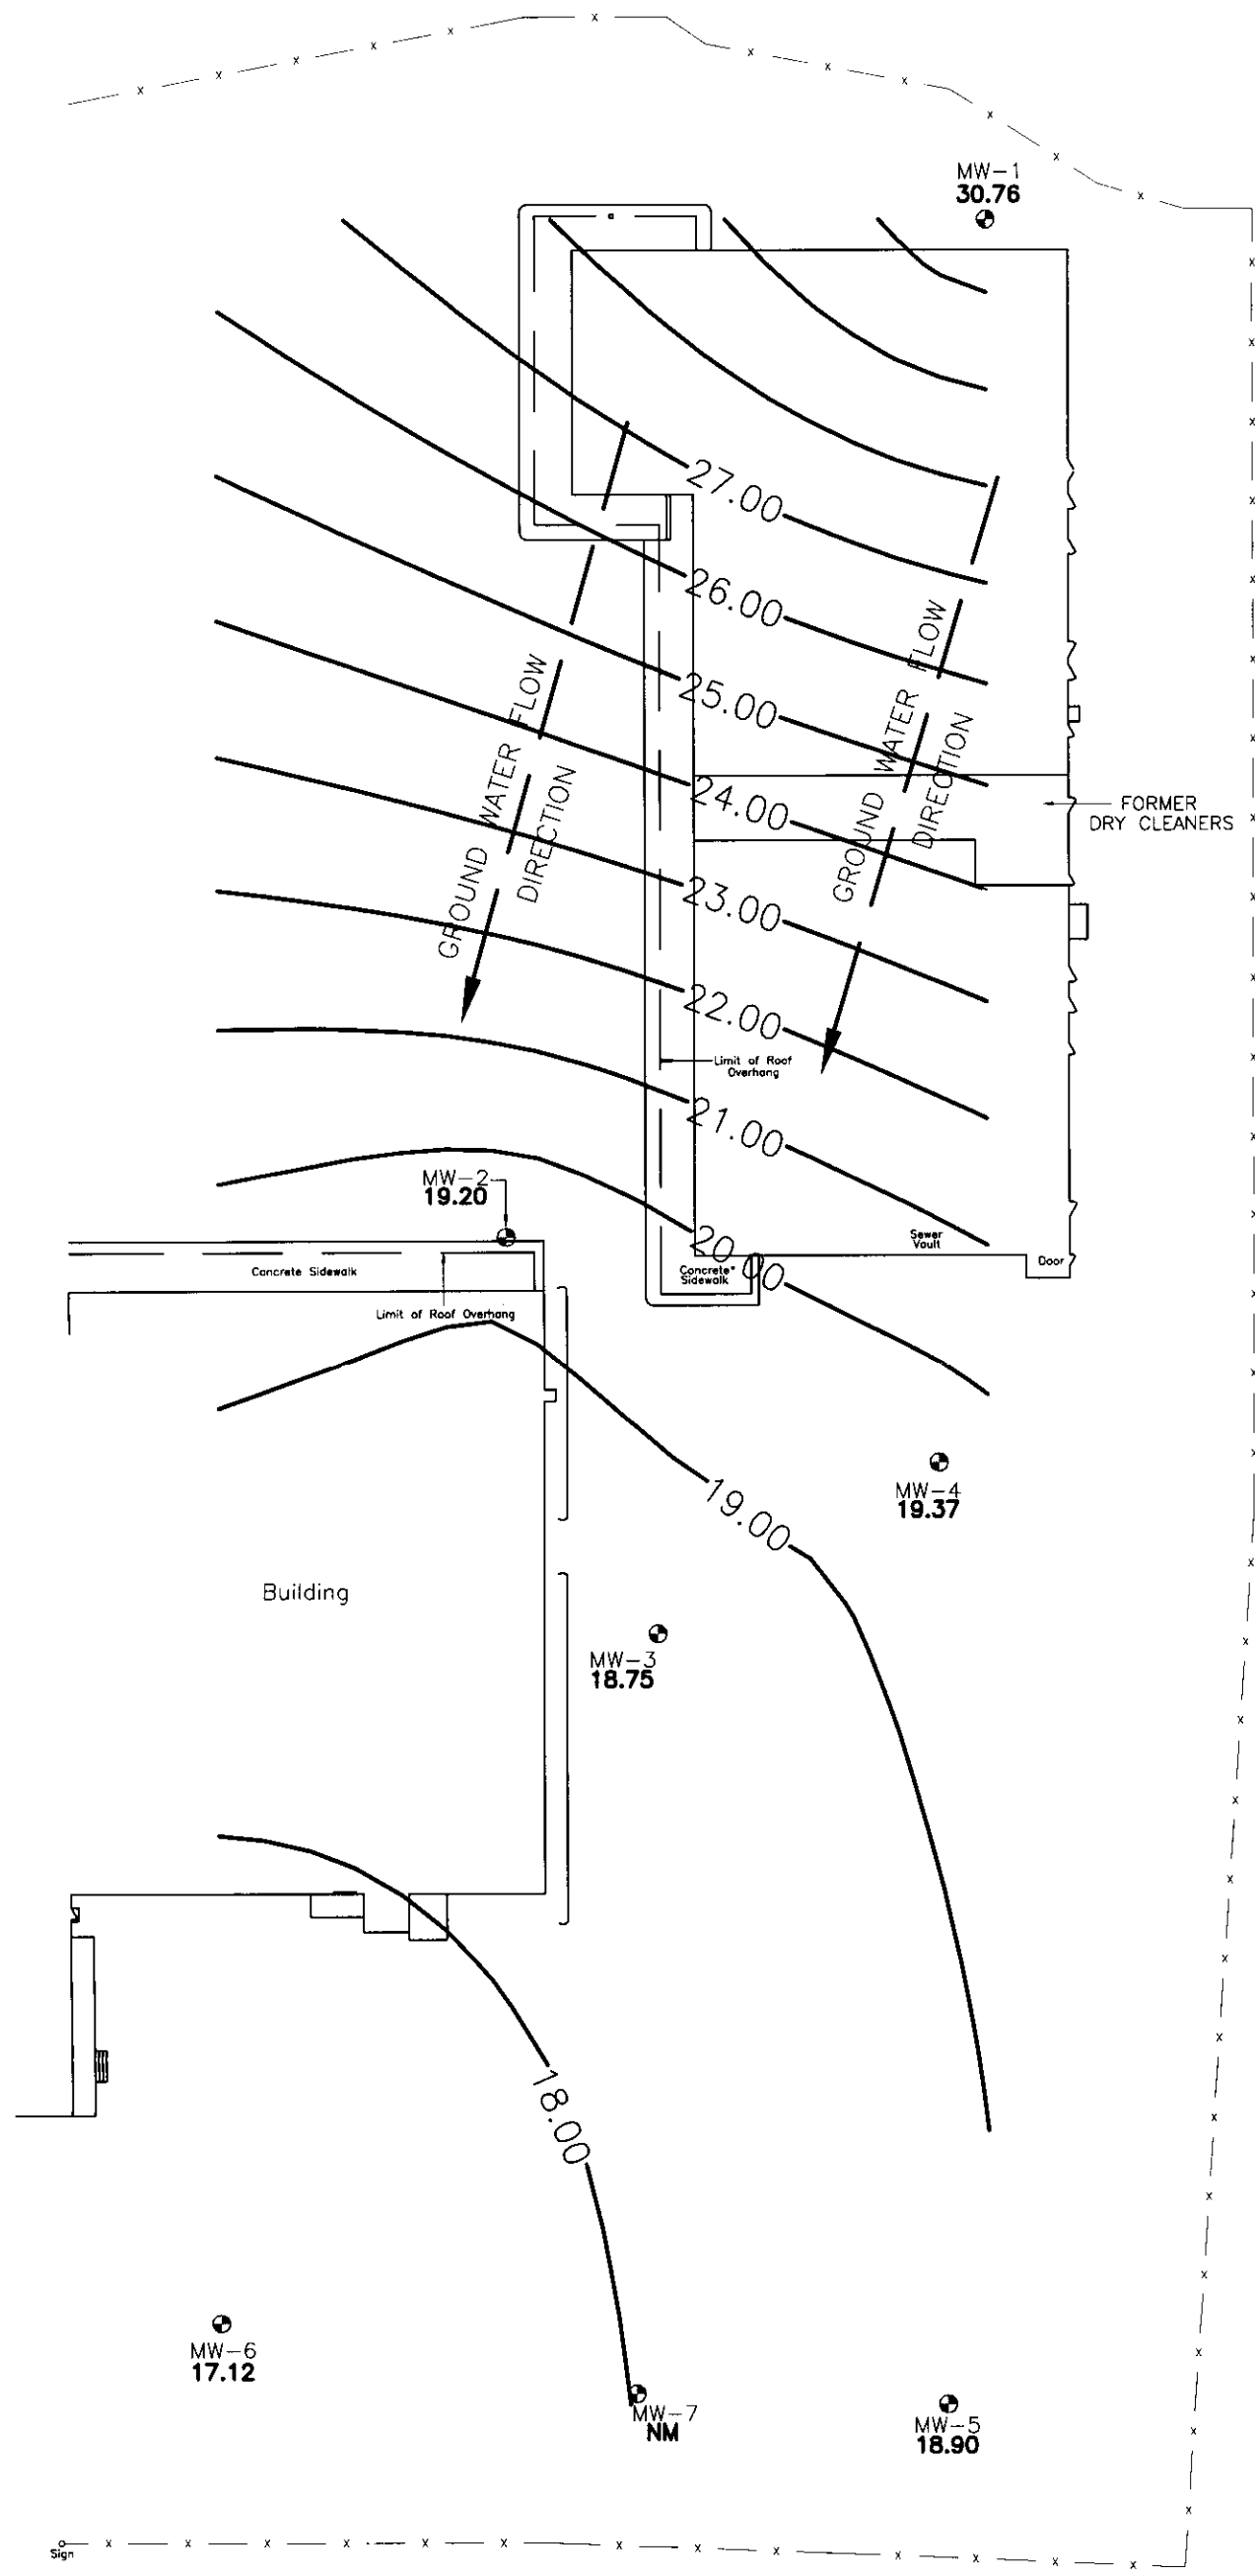 MW-1
30.76
27.00
26.00
25.00
24.00
23.00
22.00
21.00
20.00
19.00
18.00
GROUND WATER FLOW
DIRECTION
GROUND WATER FLOW
DIRECTION
FORMER
DRY CLEANERS
Limit of Roof
Overhang
MW-2
19.20
Concrete Sidewalk
Limit of Roof Overhang
Concrete
Sidewalk
Sewer
Vault
Door
MW-4
19.37
Building
MW-3
18.75
MW-6
17.12
MW-7
NM
MW-5
18.90
Sign